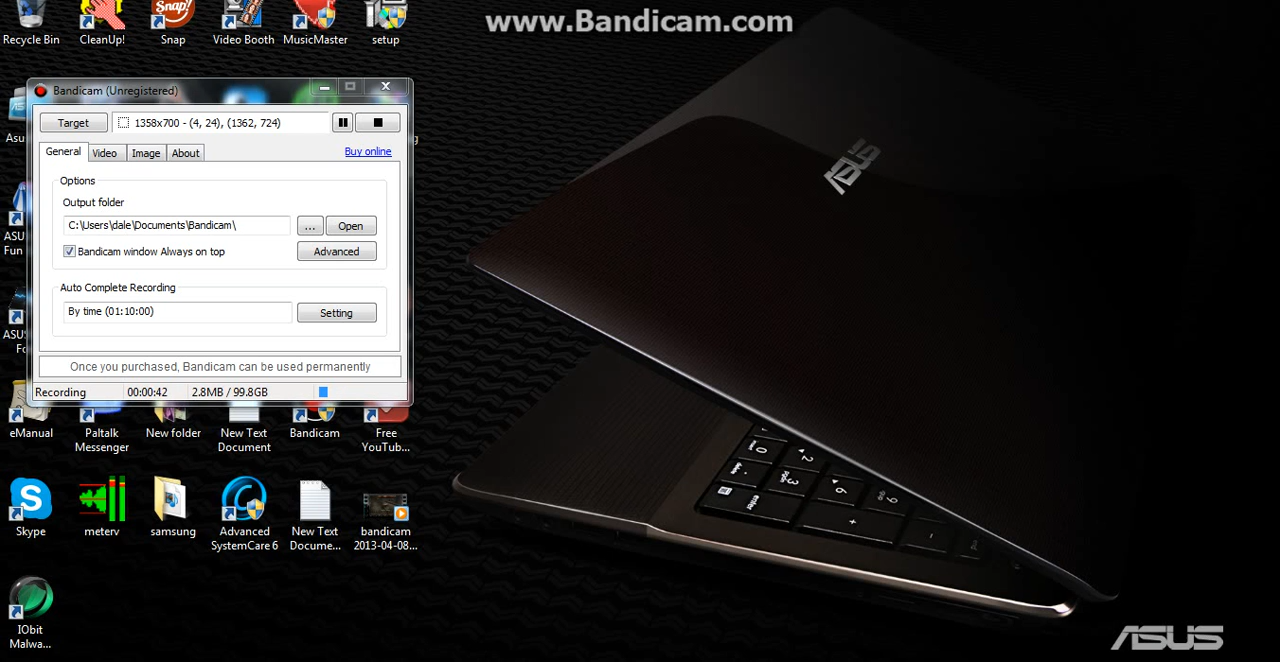 www.Bandicam.com
Recycle Bin
CleanUp!
Snap
Video Booth
MusicMaster
setup
Bandicam (Unregistered)
Target
1358x700 - (4, 24), (1362, 724)
General
Video
Image
About
Buy online
Options
Output folder
C:\Users\dale\Documents\Bandicam\
...
Open
Bandicam window Always on top
Advanced
Auto Complete Recording
By time (01:10:00)
Setting
Once you purchased, Bandicam can be used permanently
Recording
00:00:42
2.8MB / 99.8GB
ASUS
Fun
ASUS
eManual
Paltalk
Messenger
New folder
New Text
Document
Bandicam
Free
YouTub...
Skype
meterv
samsung
Advanced
SystemCare 6
New Text
Docume...
bandicam
2013-04-08...
IObit
Malwa...
ASUS
ASUS